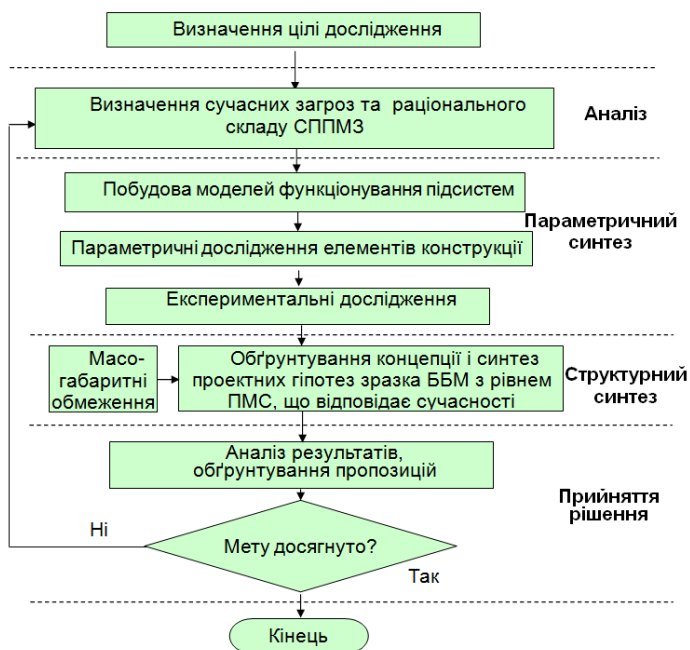 Визначення цілі дослідження
Визначення сучасних загроз та раціонального
складу СППМЗ
Аналіз
Побудова моделей функціонування підсистем
Параметричний
синтез
Параметричні дослідження елементів конструкції
Експериментальні дослідження
Масо-
габаритні
обмеження
Обґрунтування концепції і синтез
проектних гіпотез зразка ББМ з рівнем
ПМС, що відповідає сучасності
Структурний
синтез
Аналіз результатів,
обґрунтування пропозицій
Прийняття
рішення
Ні
Мету досягнуто?
Так
Кінець